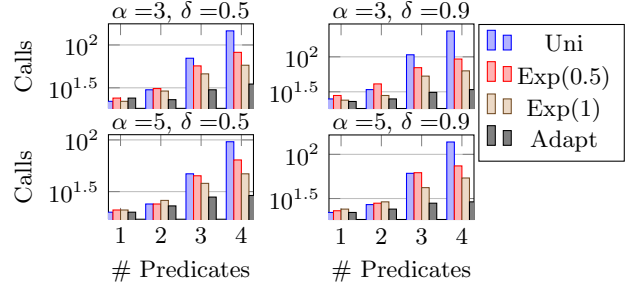 α =3, δ =0.5
α =3, δ =0.9
Calls
10^2
10^1.5
10^2
10^1.5
Uni
Exp(0.5)
Exp(1)
Adapt
α =5, δ =0.5
α =5, δ =0.9
Calls
10^2
10^1.5
10^2
10^1.5
1 2 3 4
1 2 3 4
# Predicates
# Predicates